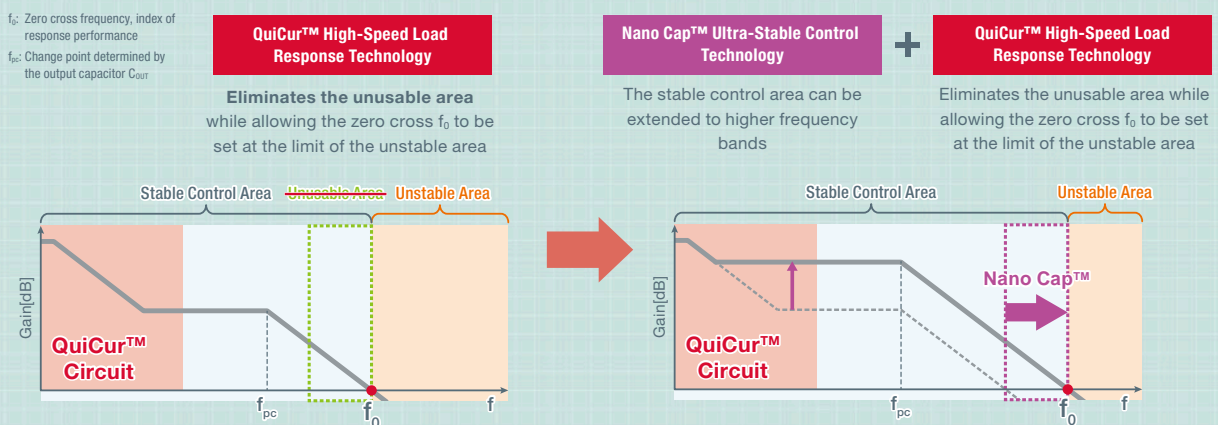 f₀: Zero cross frequency, index of
response performance
fpc: Change point determined by
the output capacitor COUT
QuiCur™ High-Speed Load
Response Technology
Eliminates the unusable area
while allowing the zero cross f₀ to be
set at the limit of the unstable area
Stable Control Area Unusable Area Unstable Area
Gain[dB]
QuiCur™
Circuit
fpc
f₀
f
Nano Cap™ Ultra-Stable Control
Technology
The stable control area can be
extended to higher frequency
bands
+
QuiCur™ High-Speed Load
Response Technology
Eliminates the unusable area while
allowing the zero cross f₀ to be set
at the limit of the unstable area
Stable Control Area Unstable Area
Gain[dB]
Nano Cap™
QuiCur™
Circuit
fpc
f₀
f